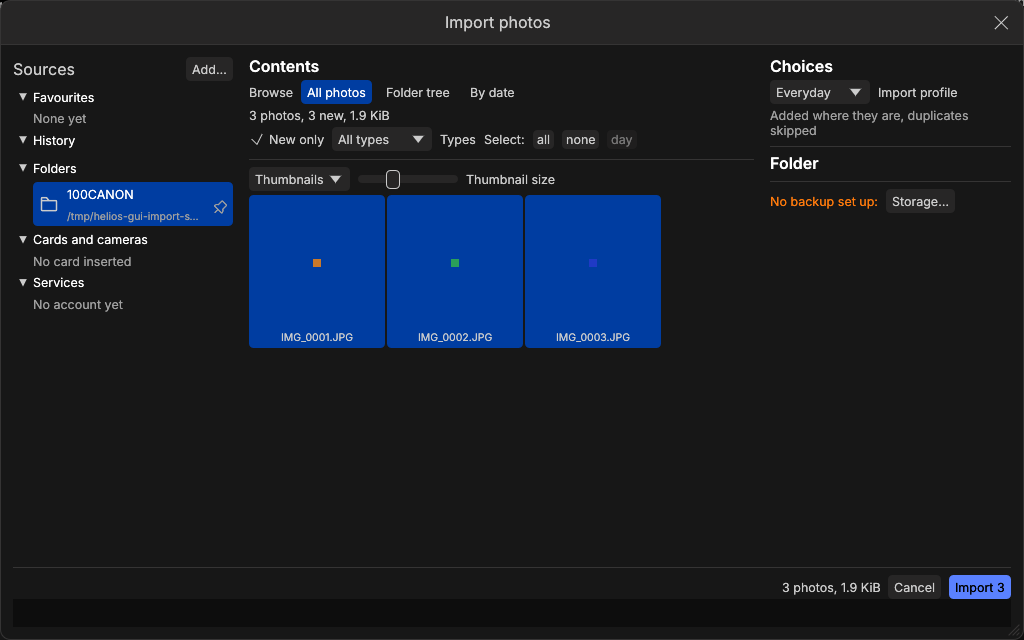 Import photos
Sources
Add...
Favourites
None yet
History
Folders
100CANON
/tmp/helios-gui-import-s...
Cards and cameras
No card inserted
Services
No account yet
Contents
Browse All photos Folder tree By date
3 photos, 3 new, 1.9 KiB
New only All types Types Select: all none day
Thumbnails Thumbnail size
IMG_0001.JPG IMG_0002.JPG IMG_0003.JPG
Choices
Everyday Import profile
Added where they are, duplicates
skipped
Folder
No backup set up: Storage...
3 photos, 1.9 KiB Cancel Import 3